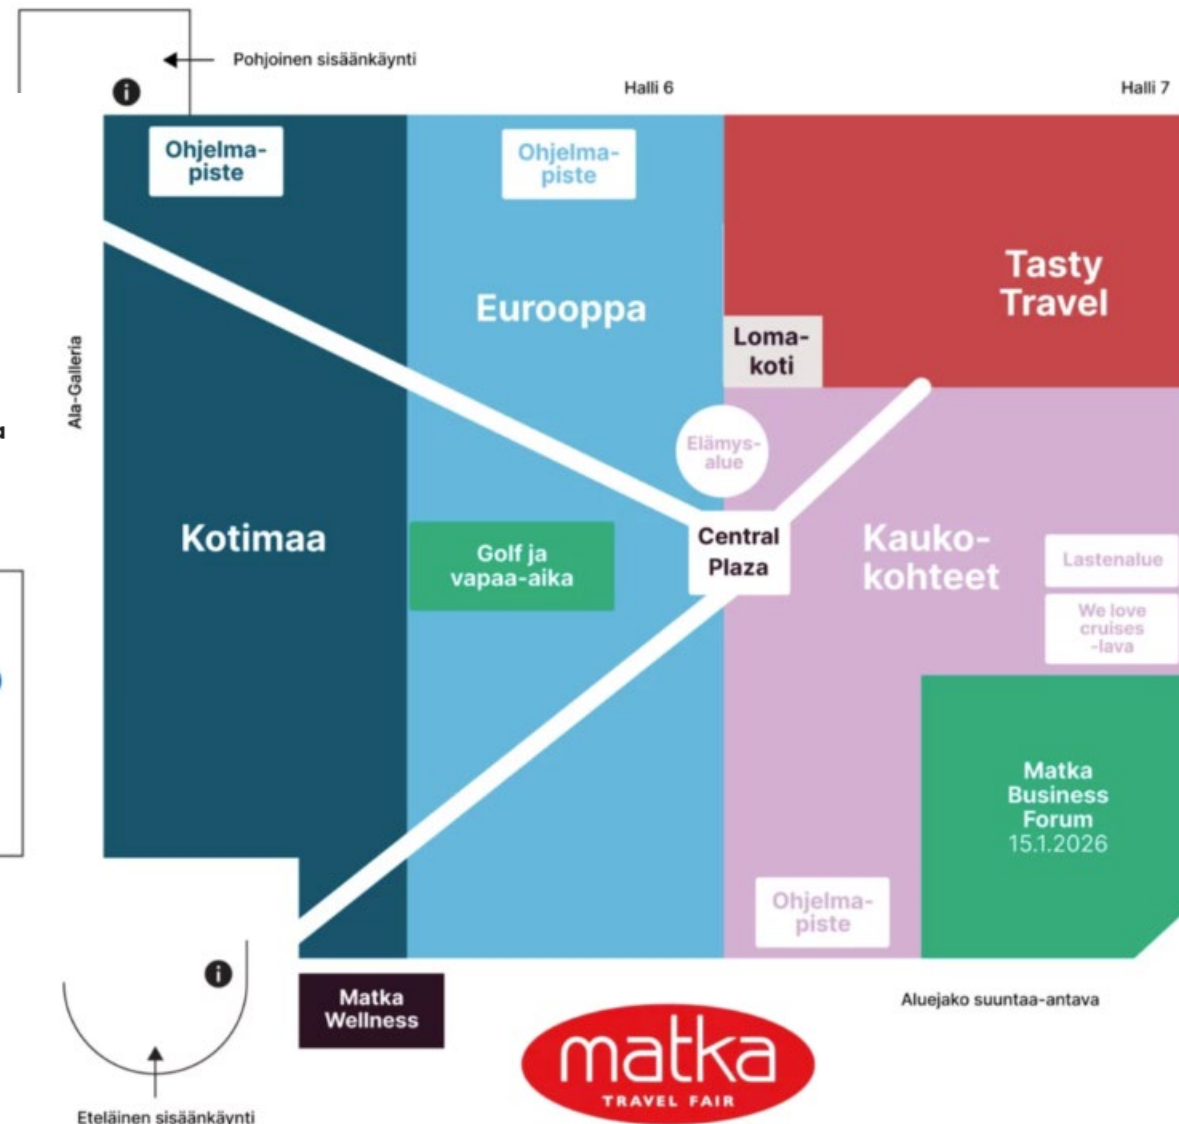 Pohjoinen sisäänkäynti
Halli 6
Halli 7
Ohjelma-
piste
Ohjelma-
piste
Tasty
Travel
Eurooppa
Loma-
koti
Ala-Galleria
Elämys-
alue
Kotimaa
Golf ja
vapaa-aika
Central
Plaza
Kauko-
kohteet
Lastenalue
We love
cruises
-lava
Matka
Business
Forum
15.1.2026
Ohjelma-
piste
Matka
Wellness
Aluejako suuntaa-antava
matka
TRAVEL FAIR
Eteläinen sisäänkäynti